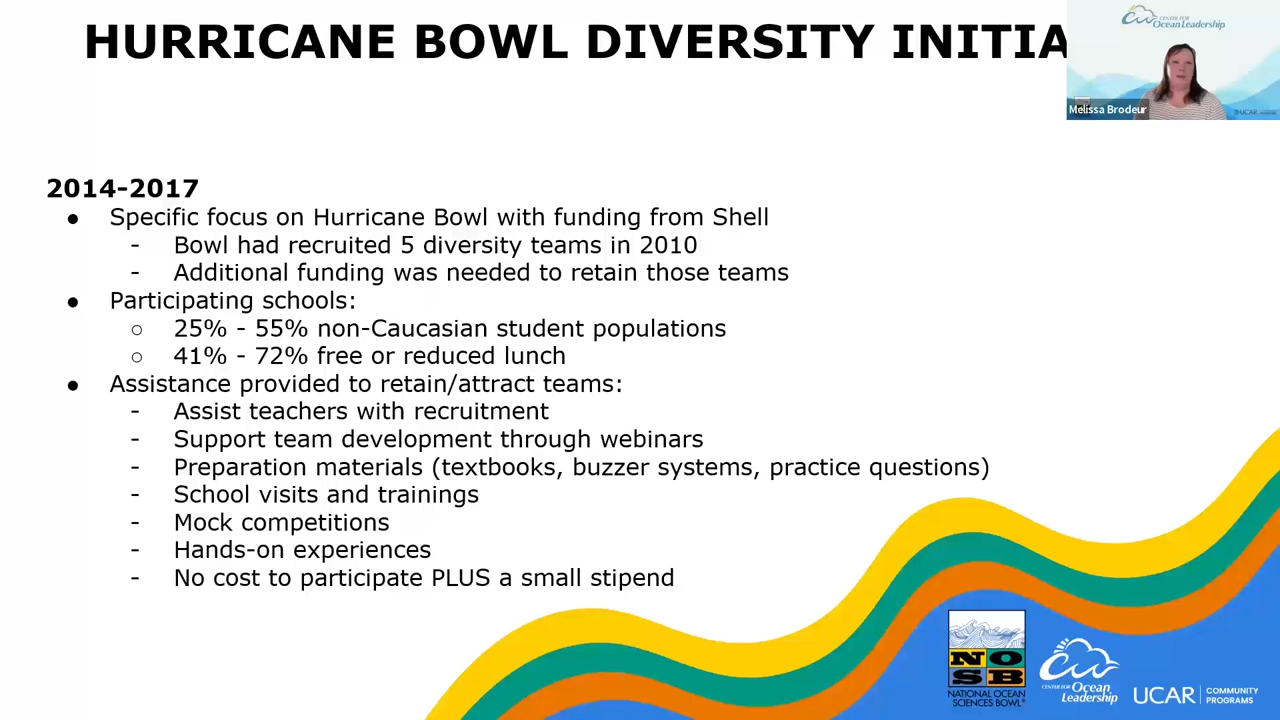 HURRICANE BOWL DIVERSITY INITIA
CENTER FOR
Ocean Leadership
Melissa Brodeur
UCAR
2014-2017
● Specific focus on Hurricane Bowl with funding from Shell
- Bowl had recruited 5 diversity teams in 2010
- Additional funding was needed to retain those teams
● Participating schools:
○ 25% - 55% non-Caucasian student populations
○ 41% - 72% free or reduced lunch
● Assistance provided to retain/attract teams:
- Assist teachers with recruitment
- Support team development through webinars
- Preparation materials (textbooks, buzzer systems, practice questions)
- School visits and trainings
- Mock competitions
- Hands-on experiences
- No cost to participate PLUS a small stipend
N O
S B
NATIONAL OCEAN
SCIENCES BOWL®
CENTER FOR
Ocean
Leadership
UCAR
COMMUNITY
PROGRAMS